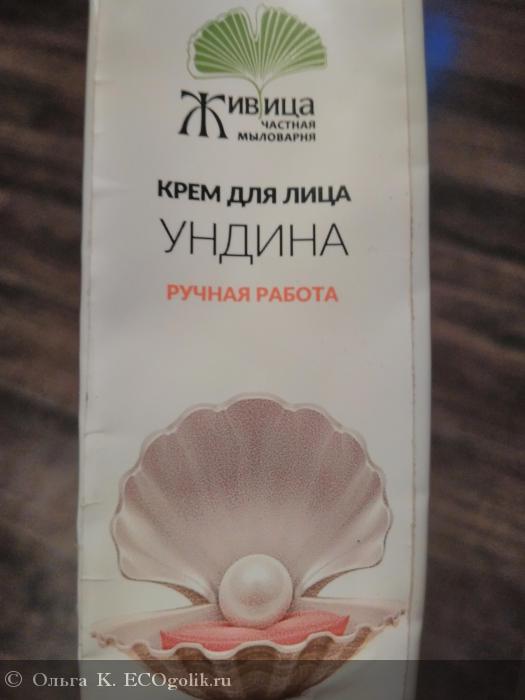 Живица
ЧАСТНАЯ
МЫЛОВАРНЯ
КРЕМ ДЛЯ ЛИЦА
УНДИНА
РУЧНАЯ РАБОТА
© Ольга К. ECOgolik.ru